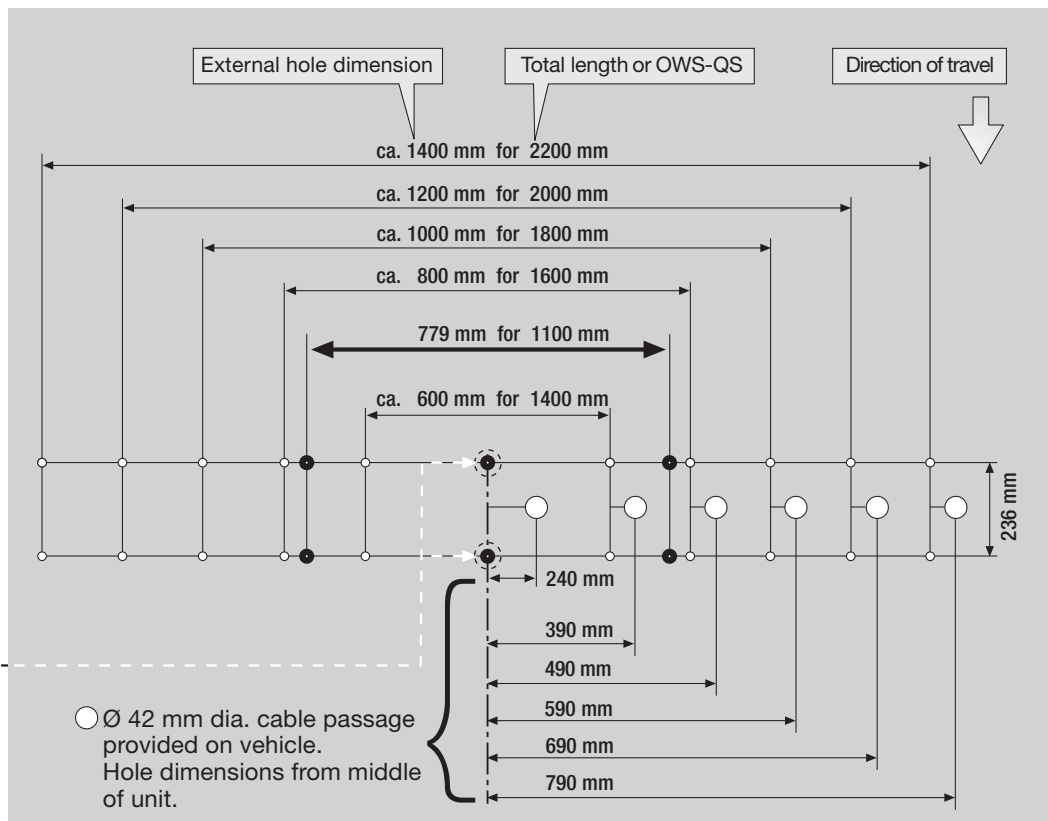 External hole dimension
Total length or OWS-QS
Direction of travel
ca. 1400 mm for 2200 mm
ca. 1200 mm for 2000 mm
ca. 1000 mm for 1800 mm
ca. 800 mm for 1600 mm
779 mm for 1100 mm
ca. 600 mm for 1400 mm
236 mm
240 mm
390 mm
490 mm
590 mm
690 mm
790 mm
Ø 42 mm dia. cable passage
provided on vehicle.
Hole dimensions from middle
of unit.